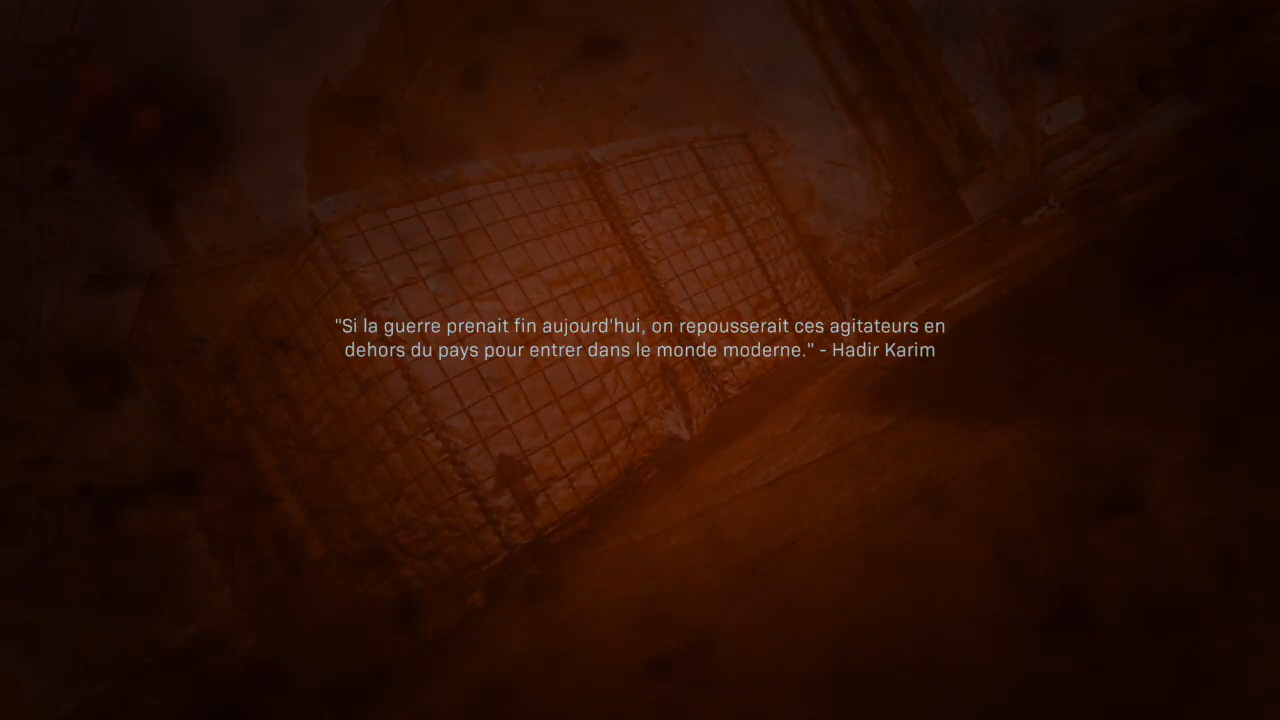 "Si la guerre prenait fin aujourd'hui, on repousserait ces agitateurs en
dehors du pays pour entrer dans le monde moderne." - Hadir Karim